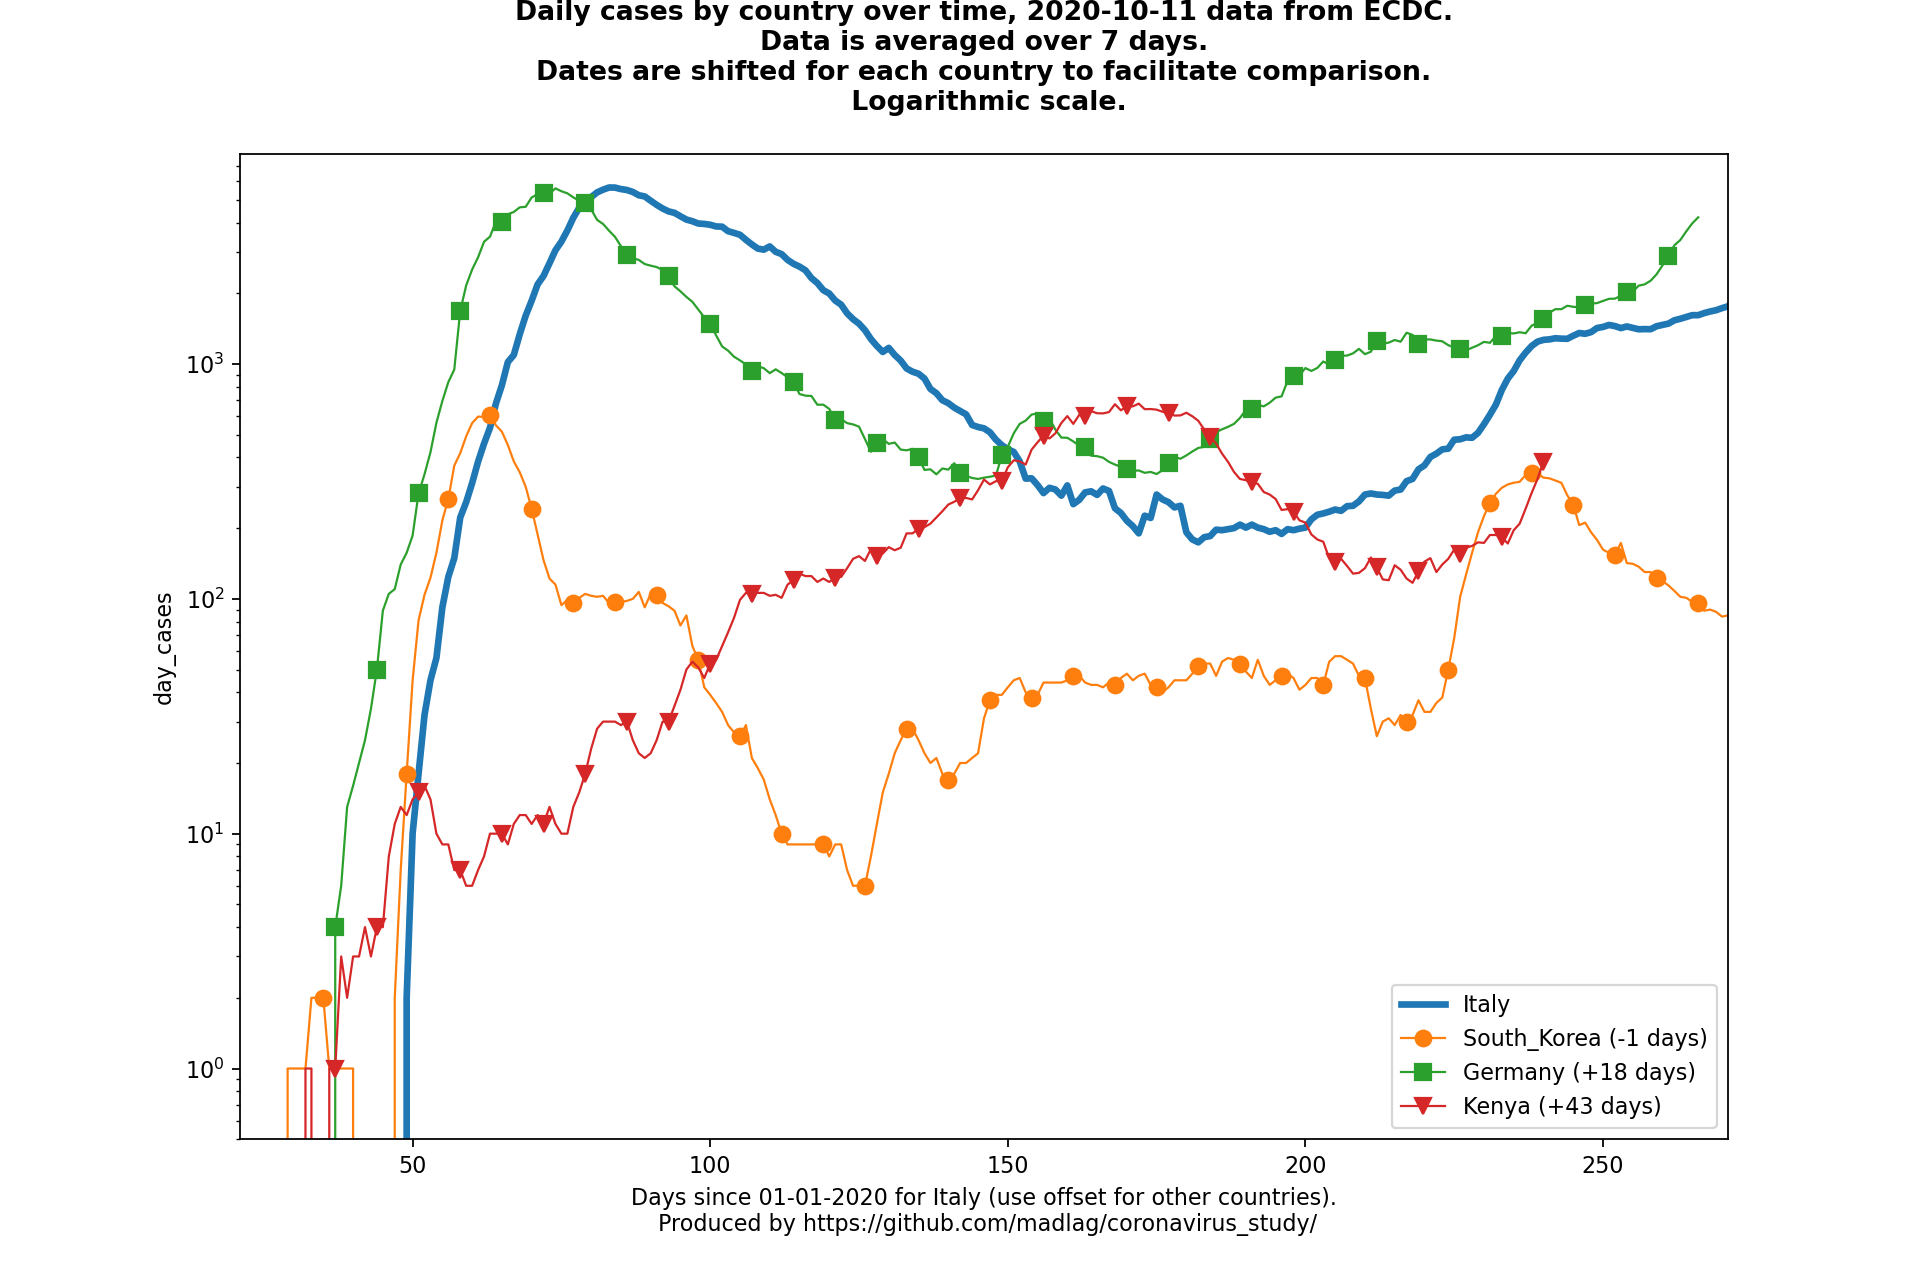 Daily cases by country over time, 2020-10-11 data from ECDC.
Data is averaged over 7 days.
Dates are shifted for each country to facilitate comparison.
Logarithmic scale.
day_cases
10³
10²
10¹
10⁰
Italy
South_Korea (-1 days)
Germany (+18 days)
Kenya (+43 days)
50 100 150 200 250
Days since 01-01-2020 for Italy (use offset for other countries).
Produced by https://github.com/madlag/coronavirus_study/